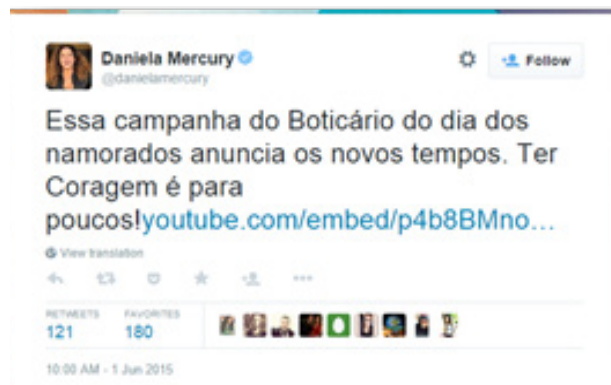 Daniela Mercury
Follow
@danielamercury
Essa campanha do Boticário do dia dos
namorados anuncia os novos tempos. Ter
Coragem é para
poucos!youtube.com/embed/p4b8BMno...
View translation
RETWEETS FAVORITES
121 180
10:00 AM - 1 Jun 2015